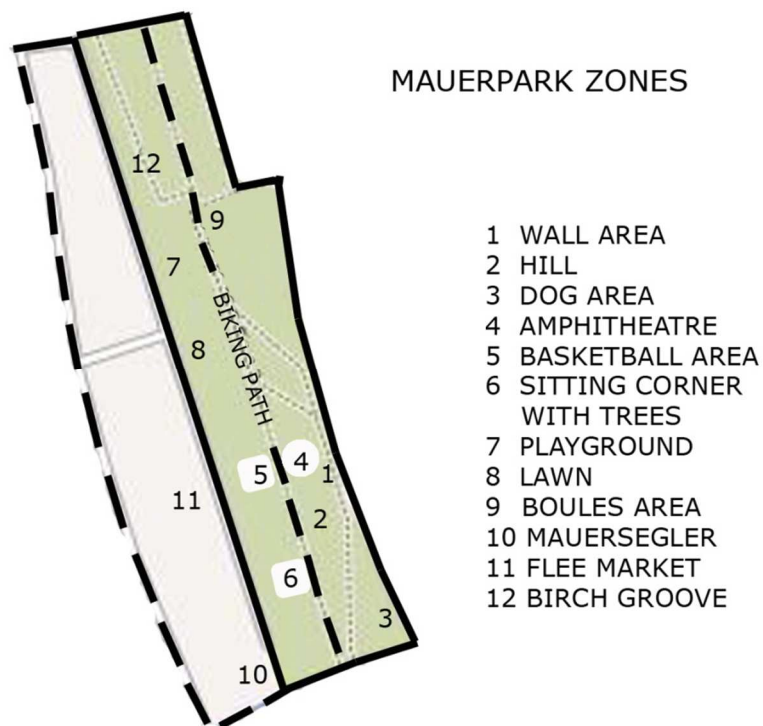 MAUERPARK ZONES
12
9
7
8
BIKING PATH
4
5
1
11
2
6
3
10
1 WALL AREA
2 HILL
3 DOG AREA
4 AMPHITHEATRE
5 BASKETBALL AREA
6 SITTING CORNER
WITH TREES
7 PLAYGROUND
8 LAWN
9 BOULES AREA
10 MAUERSEGLER
11 FLEE MARKET
12 BIRCH GROOVE